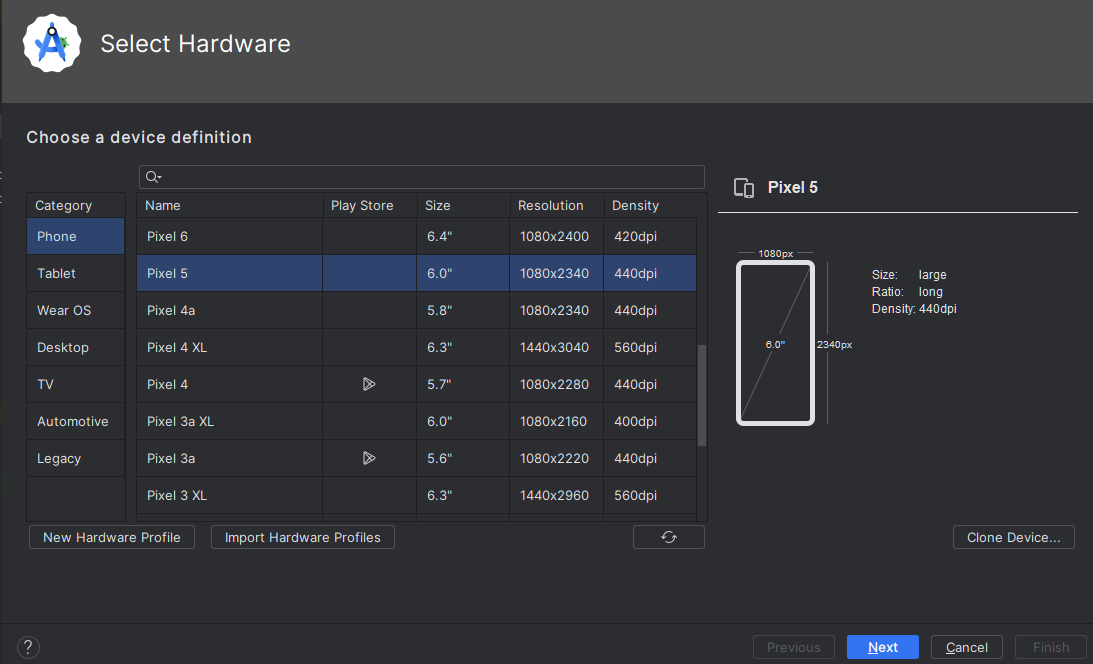 Select Hardware
Choose a device definition
Category
Phone
Tablet
Wear OS
Desktop
TV
Automotive
Legacy
Name Play Store Size Resolution Density
Pixel 6 6.4" 1080x2400 420dpi
Pixel 5 6.0" 1080x2340 440dpi
Pixel 4a 5.8" 1080x2340 440dpi
Pixel 4 XL 6.3" 1440x3040 560dpi
Pixel 4 5.7" 1080x2280 440dpi
Pixel 3a XL 6.0" 1080x2160 400dpi
Pixel 3a 5.6" 1080x2220 440dpi
Pixel 3 XL 6.3" 1440x2960 560dpi
Pixel 5
1080px
6.0"
2340px
Size: large
Ratio: long
Density: 440dpi
New Hardware Profile Import Hardware Profiles Clone Device...
? Previous Next Cancel Finish